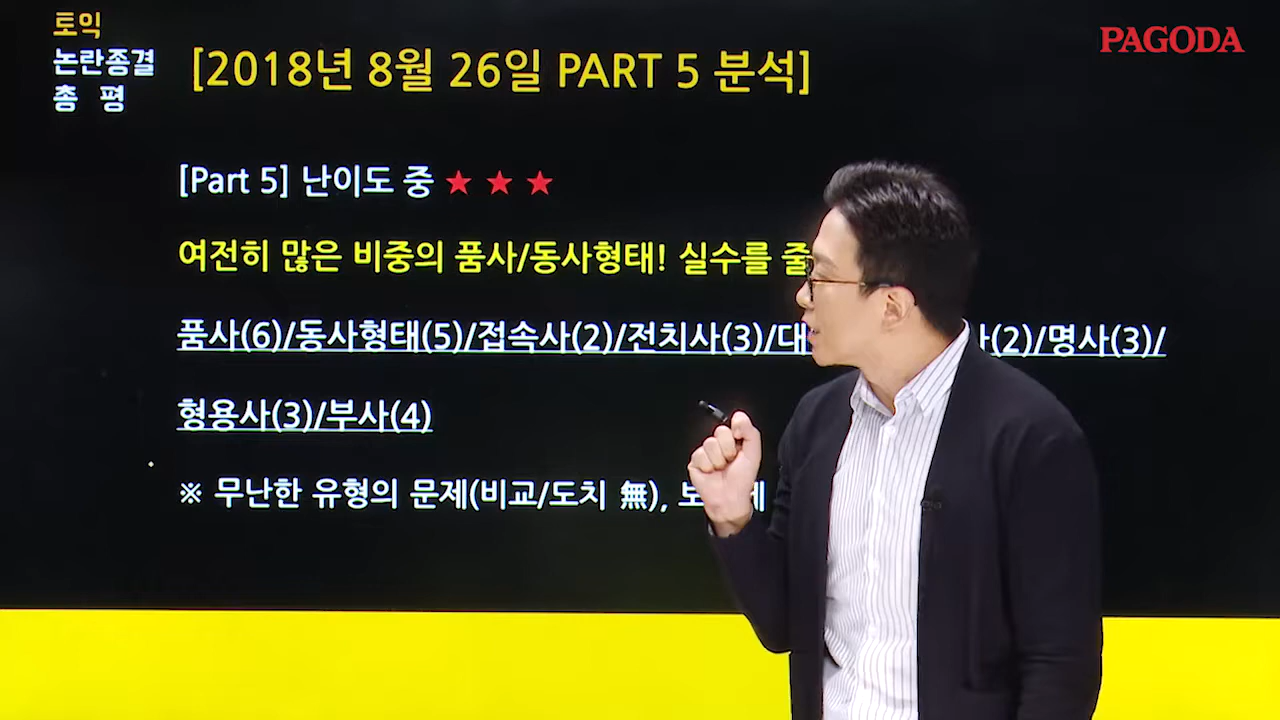 토익
논란종결
총 평
[2018년 8월 26일 PART 5 분석]
PAGODA
[Part 5] 난이도 중 ★ ★ ★
여전히 많은 비중의 품사/동사형태! 실수를
품사(6)/동사형태(5)/접속사(2)/전치사(3)/ (2)/명사(3)/
형용사(3)/부사(4)
※ 무난한 유형의 문제(비교/도치 無),